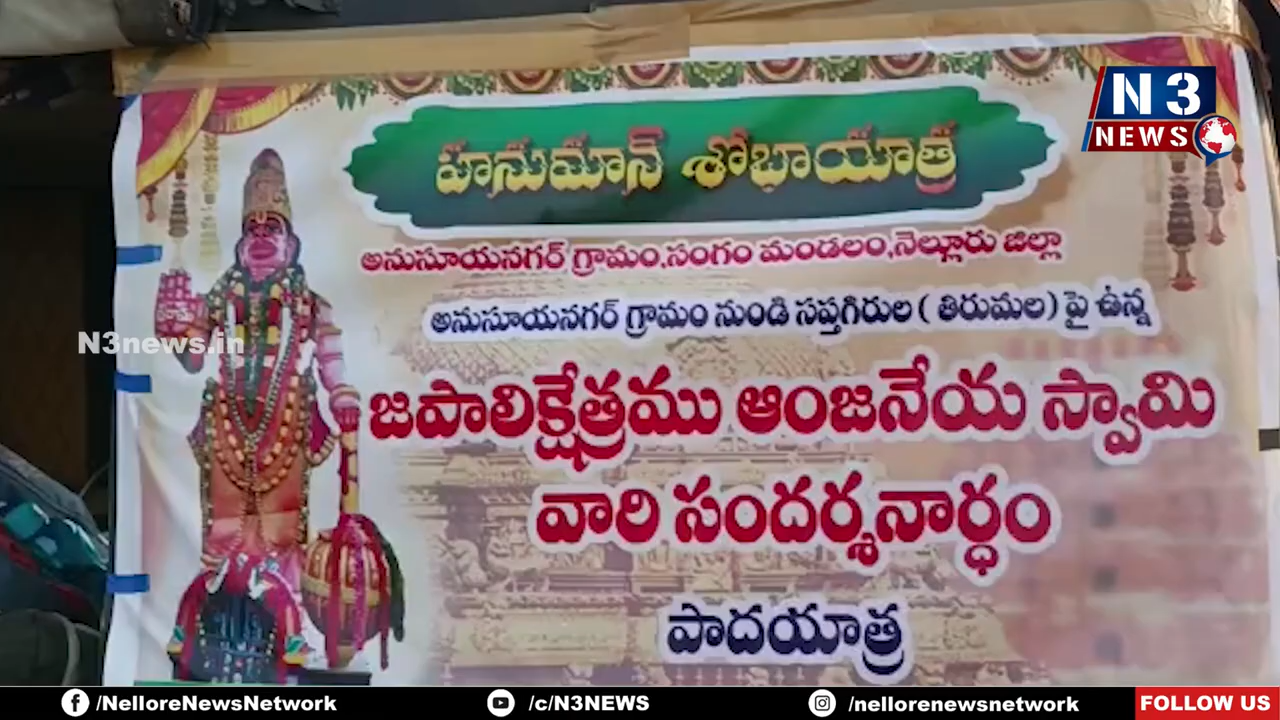 హనుమాన్ శోభాయాత్ర
N3
NEWS
అనుసూయనగర్ గ్రామం,సంగం మండలం,నెల్లూరు జిల్లా
అనుసూయనగర్ గ్రామం నుండి సప్తగిరుల ( తిరుమల) పై ఉన్న
N3news.in
జపాలిక్షేత్రము ఆంజనేయ స్వామి
వారి సందర్శనార్ధం
పాదయాత్ర
/NelloreNewsNetwork
/c/N3NEWS
/nellorenewsnetwork
FOLLOW US